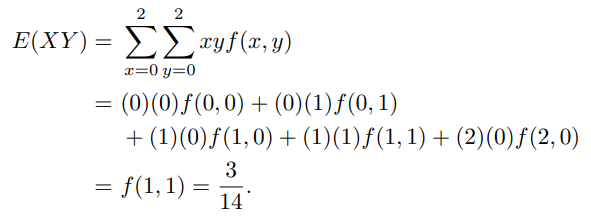 E(XY) = \sum_{x=0}^{2} \sum_{y=0}^{2} xyf(x, y)
= (0)(0)f(0, 0) + (0)(1)f(0, 1)
+ (1)(0)f(1, 0) + (1)(1)f(1, 1) + (2)(0)f(2, 0)
= f(1, 1) = \frac{3}{14}.